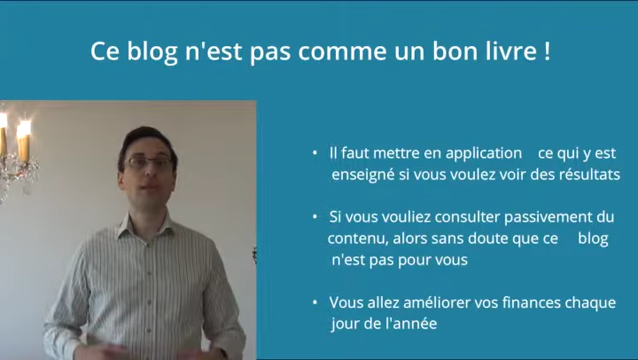 Ce blog n'est pas comme un bon livre !
• Il faut mettre en application ce qui y est
enseigné si vous voulez voir des résultats
• Si vous vouliez consulter passivement du
contenu, alors sans doute que ce blog
n'est pas pour vous
• Vous allez améliorer vos finances chaque
jour de l'année